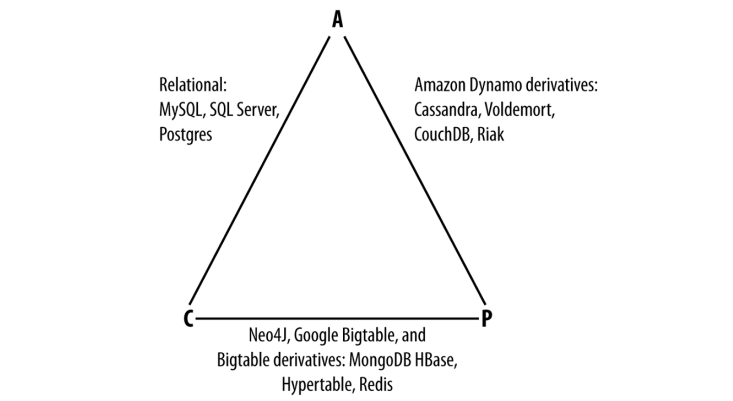 A
Relational:
MySQL, SQL Server,
Postgres
Amazon Dynamo derivatives:
Cassandra, Voldemort,
CouchDB, Riak
C
P
Neo4J, Google Bigtable, and
Bigtable derivatives: MongoDB HBase,
Hypertable, Redis